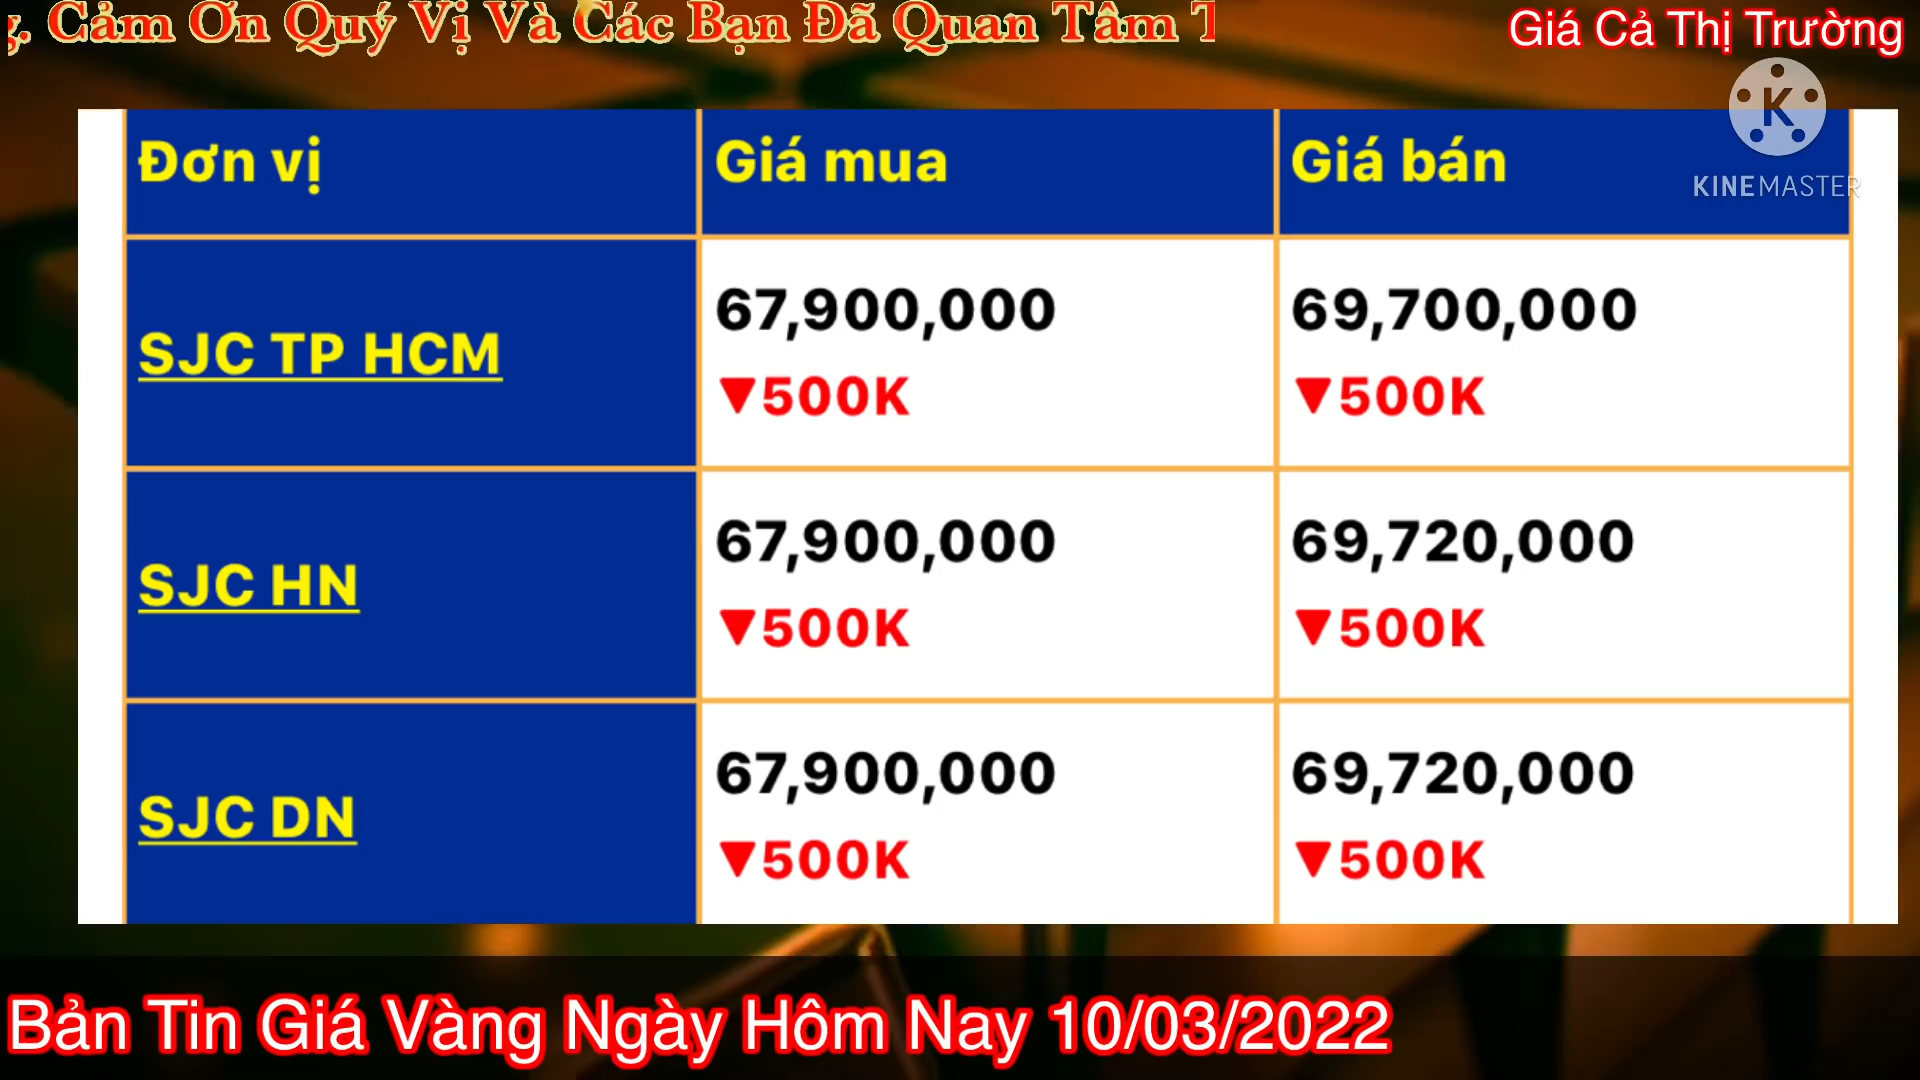 g. Cảm Ơn Quý Vị Và Các Bạn Đã Quan Tâm
Giá Cả Thị Trường
KINEMASTER
Đơn vị Giá mua Giá bán
SJC TP HCM 67,900,000 69,700,000
▼500K ▼500K
SJC HN 67,900,000 69,720,000
▼500K ▼500K
SJC DN 67,900,000 69,720,000
▼500K ▼500K
Bản Tin Giá Vàng Ngày Hôm Nay 10/03/2022